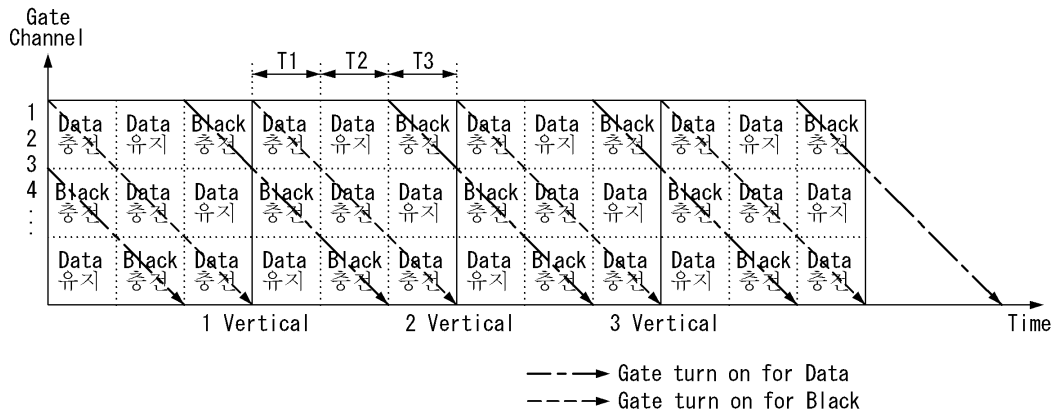 Gate
Channel
T1 T2 T3
1
2
3
4
:
:
Data Data Black Data Data Black Data Data Black Data Data Black
충전 유지 충전 충전 유지 충전 충전 유지 충전 충전 유지 충전
Black Data Data Black Data Data Black Data Data Black Data Data
충전 충전 유지 충전 충전 유지 충전 충전 유지 충전 충전 유지
Data Black Data Data Black Data Data Black Data Data Black Data
유지 충전 충전 유지 충전 충전 유지 충전 충전 유지 충전 충전
1 Vertical 2 Vertical 3 Vertical Time
Gate turn on for Data
Gate turn on for Black